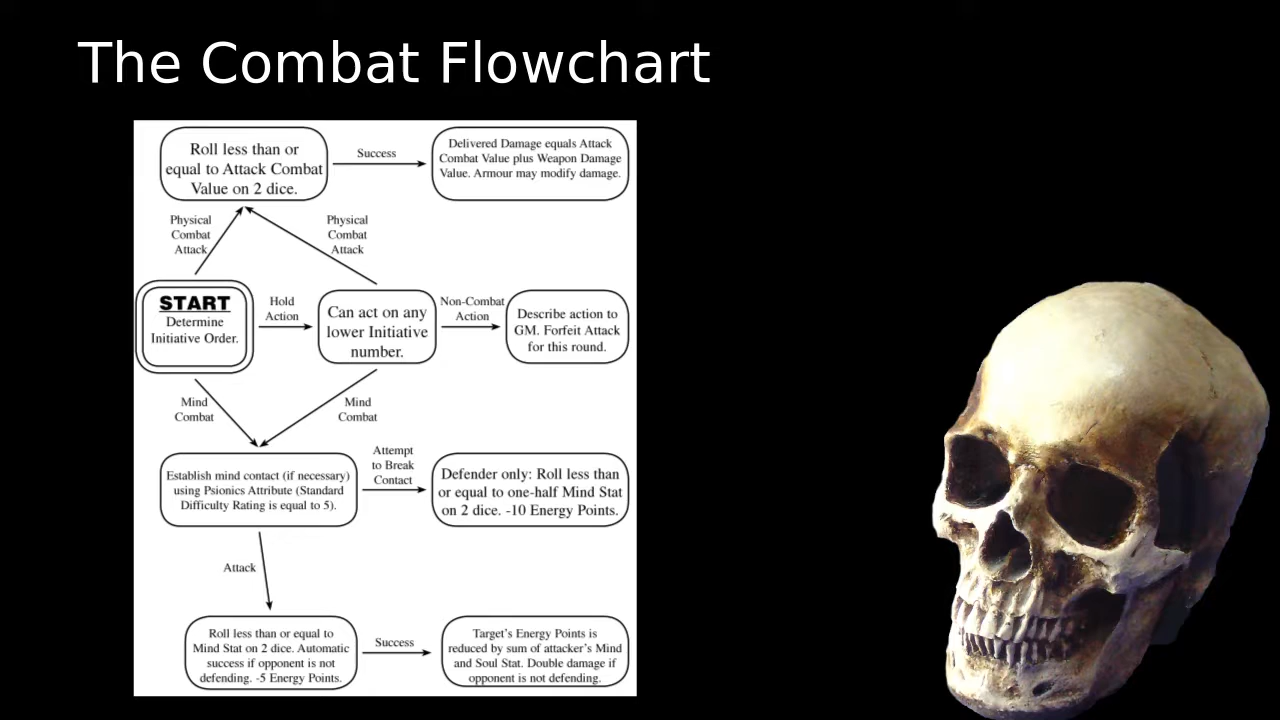 The Combat Flowchart
Roll less than or
equal to Attack Combat
Value on 2 dice.
Success
Delivered Damage equals Attack
Combat Value plus Weapon Damage
Value. Armour may modify damage.
Physical
Combat
Attack
Physical
Combat
Attack
START
Determine
Initiative Order.
Hold
Action
Can act on any
lower Initiative
number.
Non-Combat
Action
Describe action to
GM. Forfeit Attack
for this round.
Mind
Combat
Mind
Combat
Establish mind contact (if necessary)
using Psionics Attribute (Standard
Difficulty Rating is equal to 5).
Attempt
to Break
Contact
Defender only: Roll less than
or equal to one-half Mind Stat
on 2 dice. -10 Energy Points.
Attack
Roll less than or equal to
Mind Stat on 2 dice. Automatic
success if opponent is not
defending. -5 Energy Points.
Success
Target's Energy Points is
reduced by sum of attacker's Mind
and Soul Stat. Double damage if
opponent is not defending.